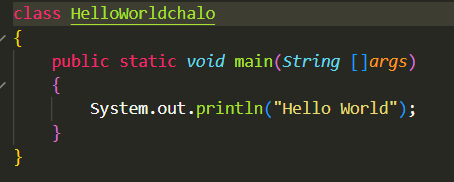 class HelloWorldchalo
{
    public static void main(String []args)
    {
        System.out.println("Hello World");
    }
}